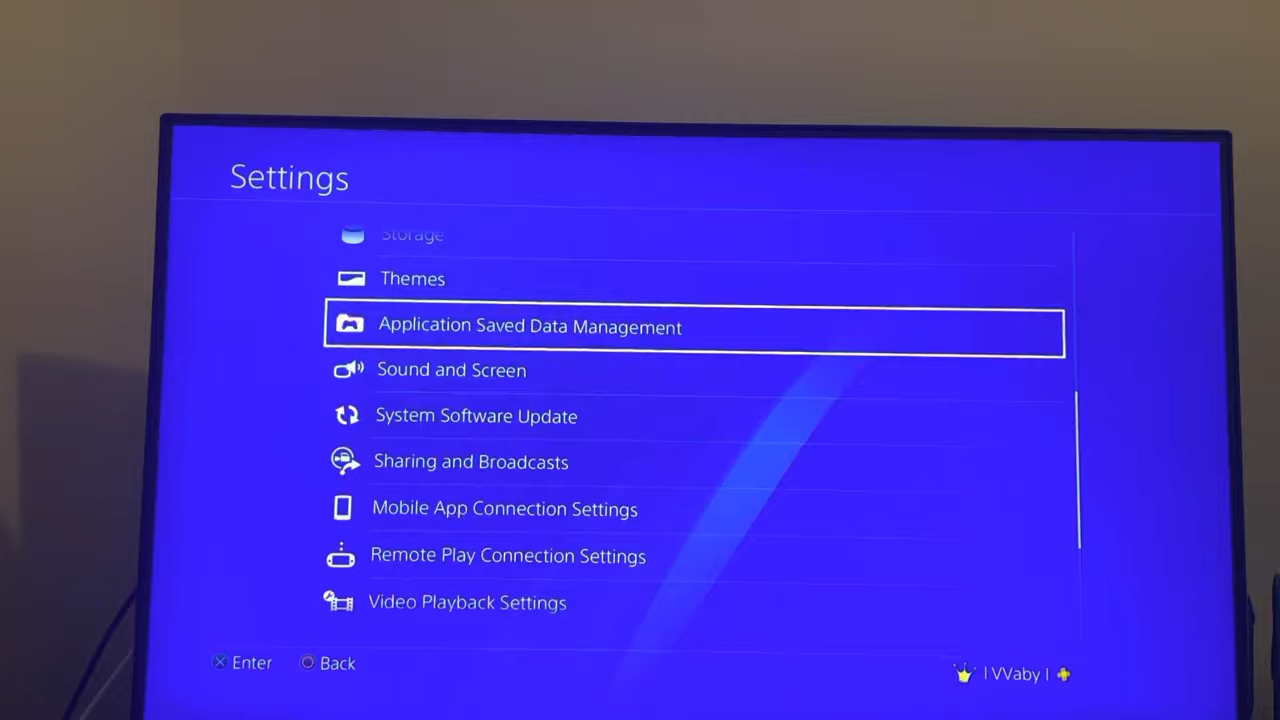 Settings
Storage
Themes
Application Saved Data Management
Sound and Screen
System Software Update
Sharing and Broadcasts
Mobile App Connection Settings
Remote Play Connection Settings
Video Playback Settings
Enter Back
I VVaby I